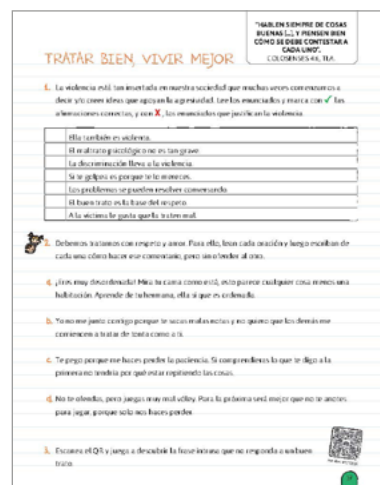 "HABLEN SIEMPRE DE COSAS
BUENAS [...], Y PIENSEN BIEN
CÓMO SE DEBE CONTESTAR A
CADA UNO".
COLOSENSES 4:6, TLA.
TRATAR BIEN, VIVIR MEJOR
1. La violencia está tan insertada en nuestra sociedad que muchas veces comenzamos a
decir y/o creer ideas que apoyan la agresividad. Lee los enunciados y marca con ✓ las
afirmaciones correctas, y con X, los enunciados que justifican la violencia.
Ella también es violenta.
El maltrato psicológico no es tan grave.
La discriminación lleva a la violencia.
Si te golpea es porque te lo mereces.
Los problemas se pueden resolver conversando.
El buen trato es la base del respeto.
A la víctima le gusta que la traten mal.
2. Debemos tratarnos con respeto y amor. Para ello, lean cada oración y luego escriban de
cada una cómo hacer ese comentario, pero sin ofender al otro.
a. ¡Eres muy desordenada! Mira tu cama como está, esto parece cualquier cosa menos una
habitación. Aprende de tu hermana, ella sí que es ordenada.
b. Yo no me junto contigo porque te sacas malas notas y no quiero que los demás me
comiencen a tratar de tonta como a ti.
c. Te pego porque me haces perder la paciencia. Si comprendieras lo que te digo a la
primera no tendría por qué estar repitiendo las cosas.
d. No te ofendas, pero juegas muy mal vóley. Para la próxima será mejor que no te anotes
para jugar, porque solo nos haces perder.
3. Escanea el QR y juega a descubrir la frase intrusa que no responda a un buen
trato.